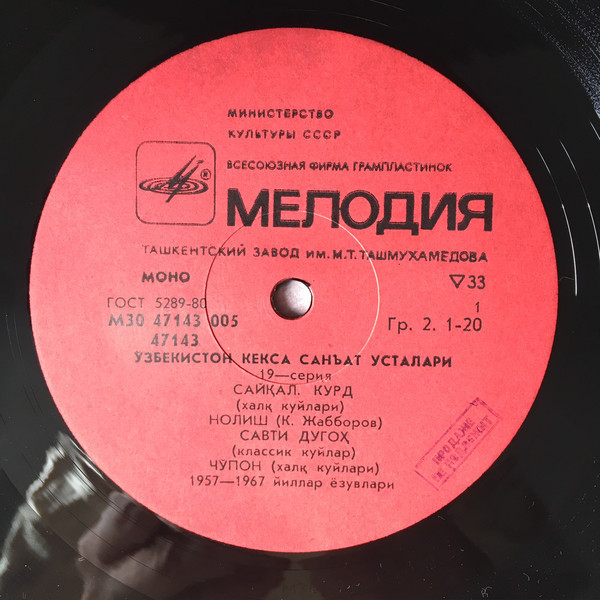 МИНИСТЕРСТВО
КУЛЬТУРЫ СССР
ВСЕСОЮЗНАЯ ФИРМА ГРАМПЛАСТИНОК
®
МЕЛОДИЯ
ТАШКЕНТСКИЙ ЗАВОД ИМ. М.Т. ТАШМУХАМЕДОВА
МОНО ▽33
ГОСТ 5289-80 1
М30 47143 005 Гр. 2. 1-20
47143
ЎЗБЕКИСТОН КЕКСА САНЪАТ УСТАЛАРИ
19—серия
САЙҚАЛ. КУРД
(халқ куйлари)
НОЛИШ (К. Жабборов)
САВТИ ДУГОҲ
(классик куйлар)
ЧУПОН (халқ куйлари)
1957—1967 йиллар ёзувлари